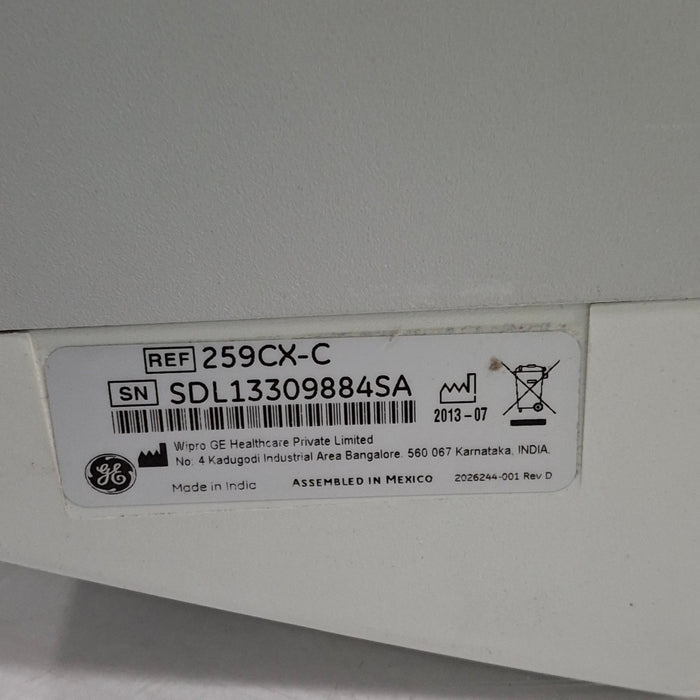 REF 259CX-C
SN SDL13309884SA
2013-07
Wipro GE Healthcare Private Limited
No: 4 Kadugodi Industrial Area Bangalore. 560 067 Karnataka, INDIA.
GE
Made in India ASSEMBLED IN MEXICO 2026244-001 Rev D